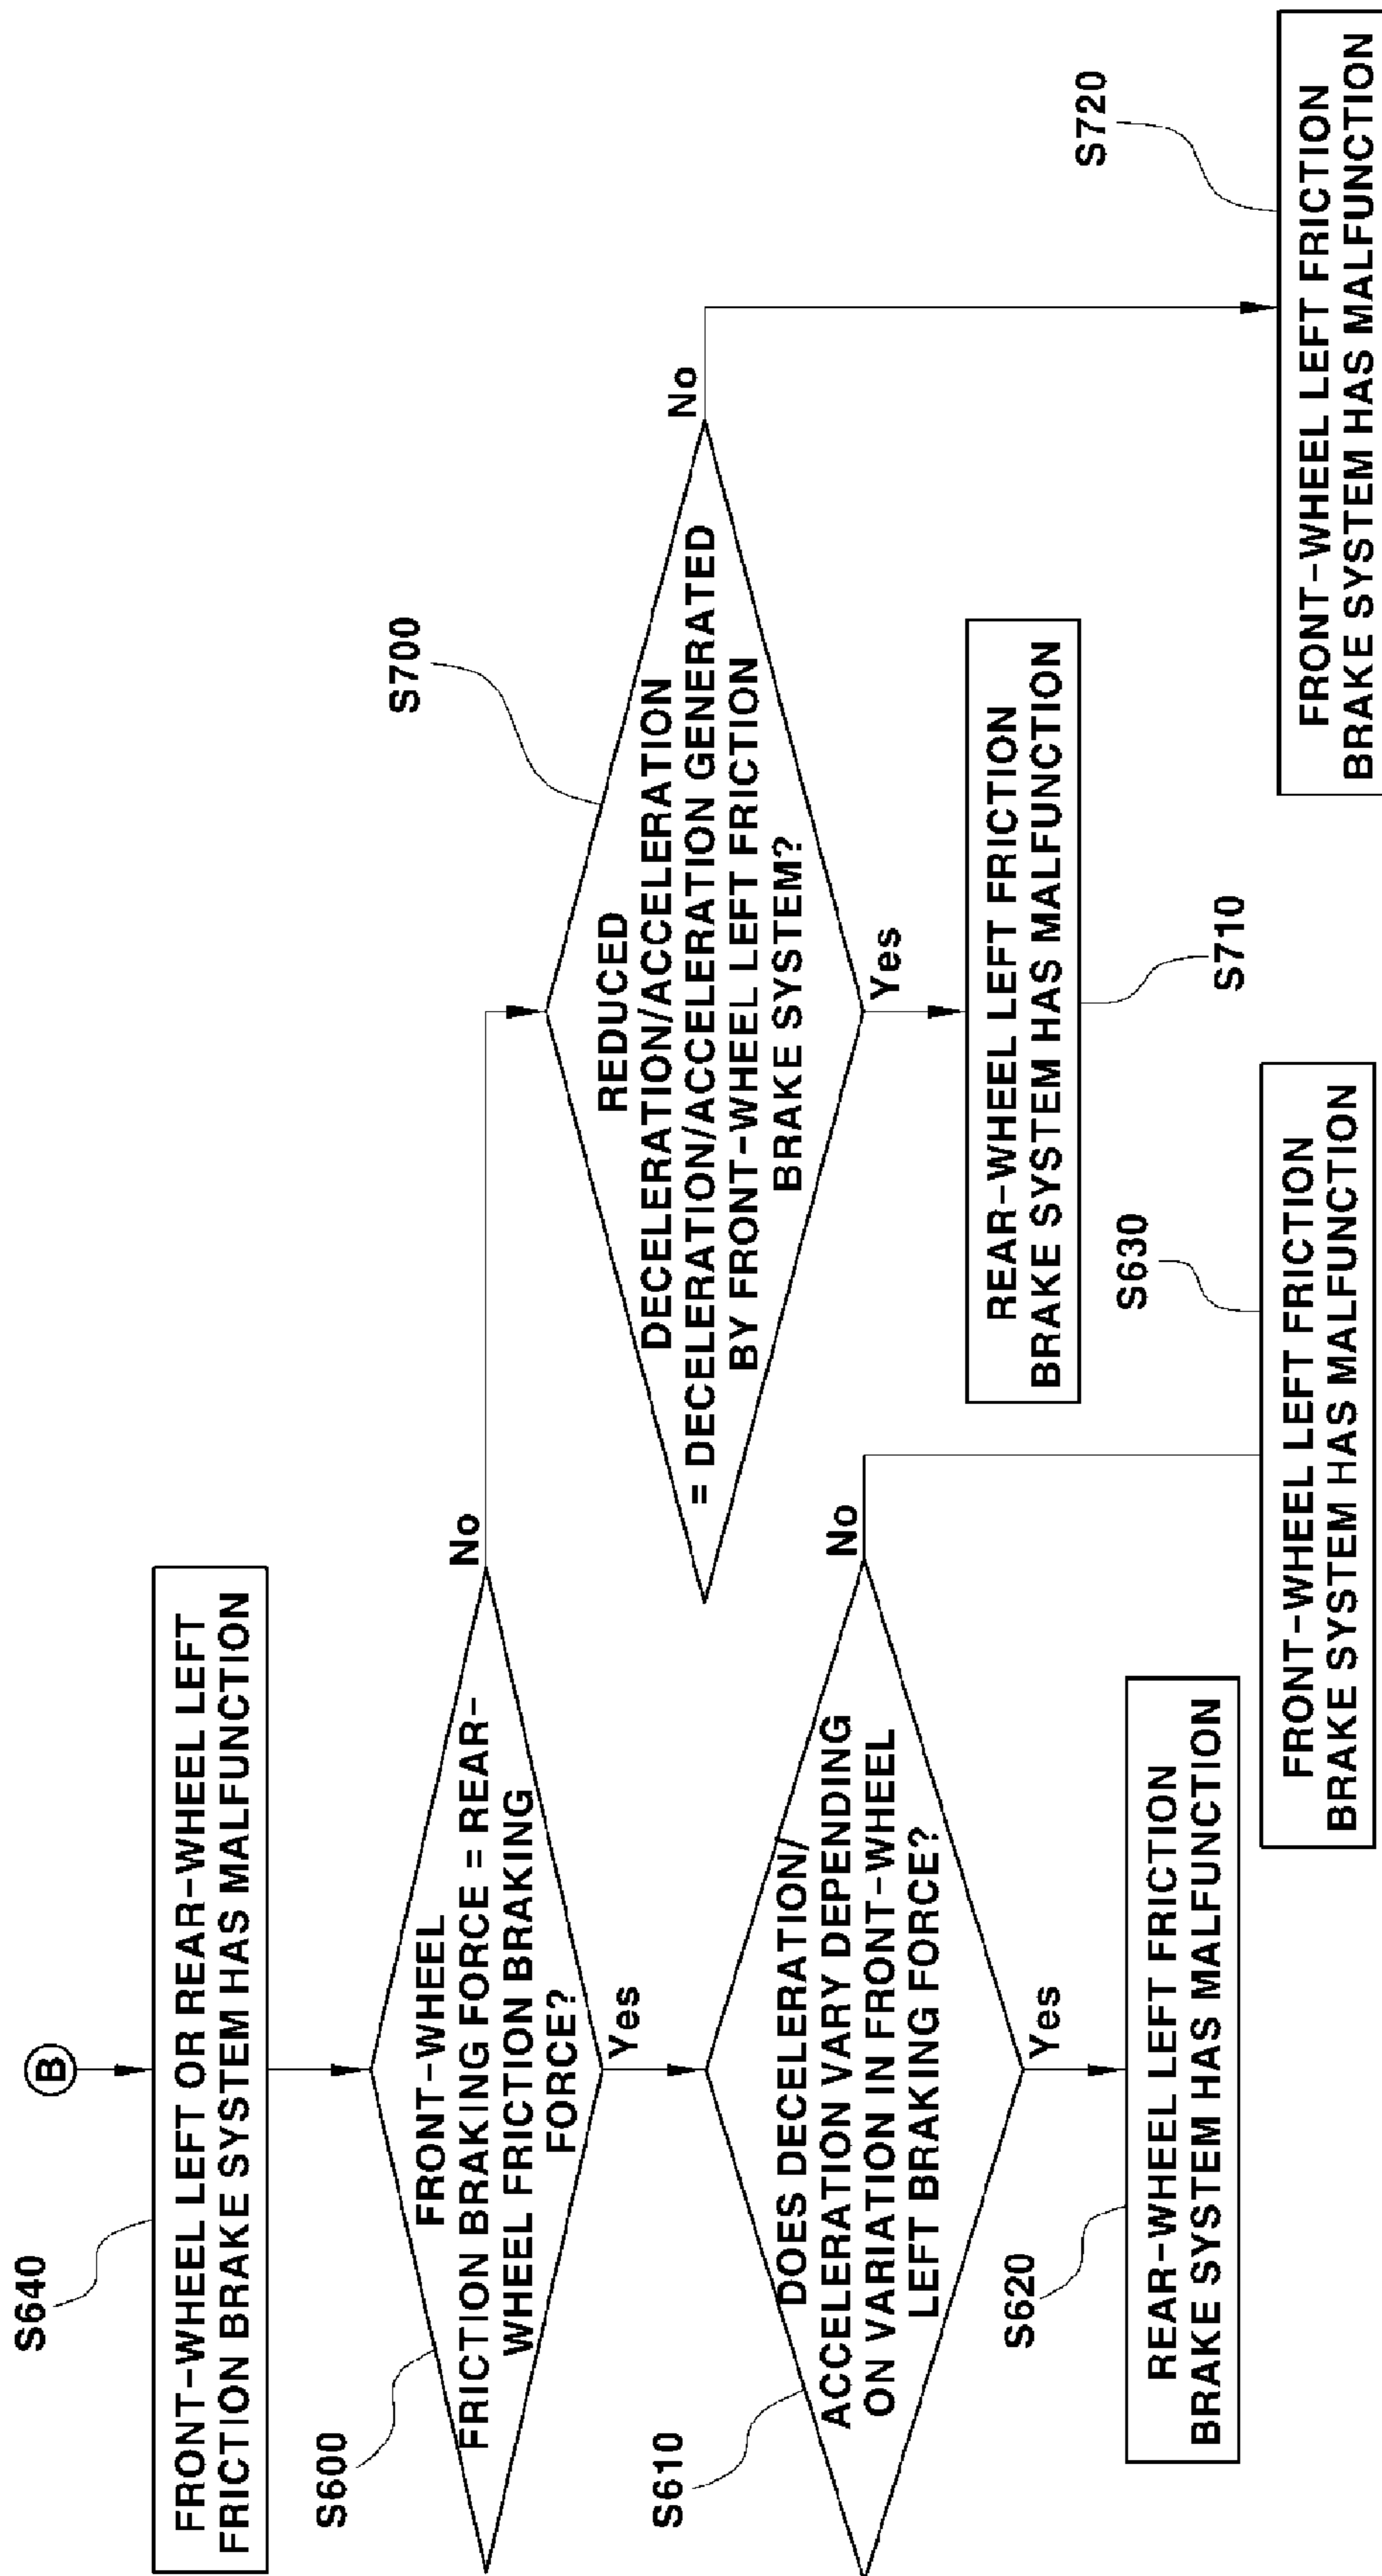 B
S640
FRONT-WHEEL LEFT OR REAR-WHEEL LEFT
FRICTION BRAKE SYSTEM HAS MALFUNCTION
S600
FRONT-WHEEL
FRICTION BRAKING FORCE = REAR-
WHEEL FRICTION BRAKING
FORCE?
No
Yes
S700
REDUCED
DECELERATION/ACCELERATION
= DECELERATION/ACCELERATION GENERATED
BY FRONT-WHEEL LEFT FRICTION
BRAKE SYSTEM?
No
Yes
S610
DOES DECELERATION/
ACCELERATION VARY DEPENDING
ON VARIATION IN FRONT-WHEEL
LEFT BRAKING FORCE?
No
Yes
REAR-WHEEL LEFT FRICTION
BRAKE SYSTEM HAS MALFUNCTION
S710
S620
REAR-WHEEL LEFT FRICTION
BRAKE SYSTEM HAS MALFUNCTION
S630
FRONT-WHEEL LEFT FRICTION
BRAKE SYSTEM HAS MALFUNCTION
S720
FRONT-WHEEL LEFT FRICTION
BRAKE SYSTEM HAS MALFUNCTION